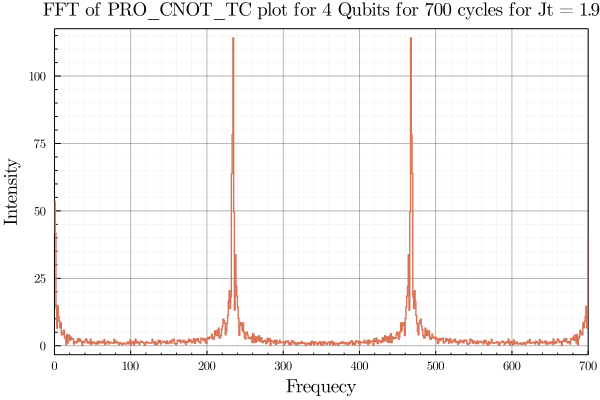 FFT of PRO_CNOT_TC plot for 4 Qubits for 700 cycles for Jt = 1.9
Intensity
100
75
50
25
0
0 100 200 300 400 500 600 700
Frequecy